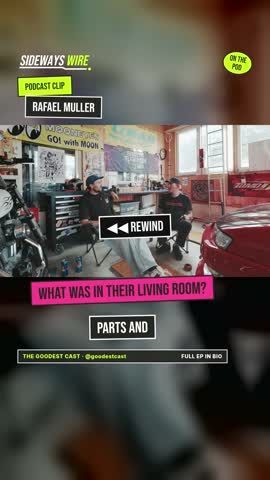 SIDEWAYS WIRE.
ON THE
POD
PODCAST CLIP
RAFAEL MULLER
MOONEYES
GO! with MOON
REWIND
WHAT WAS IN THEIR LIVING ROOM?
PARTS AND
THE GOODEST CAST · @goodestcast
FULL EP IN BIO